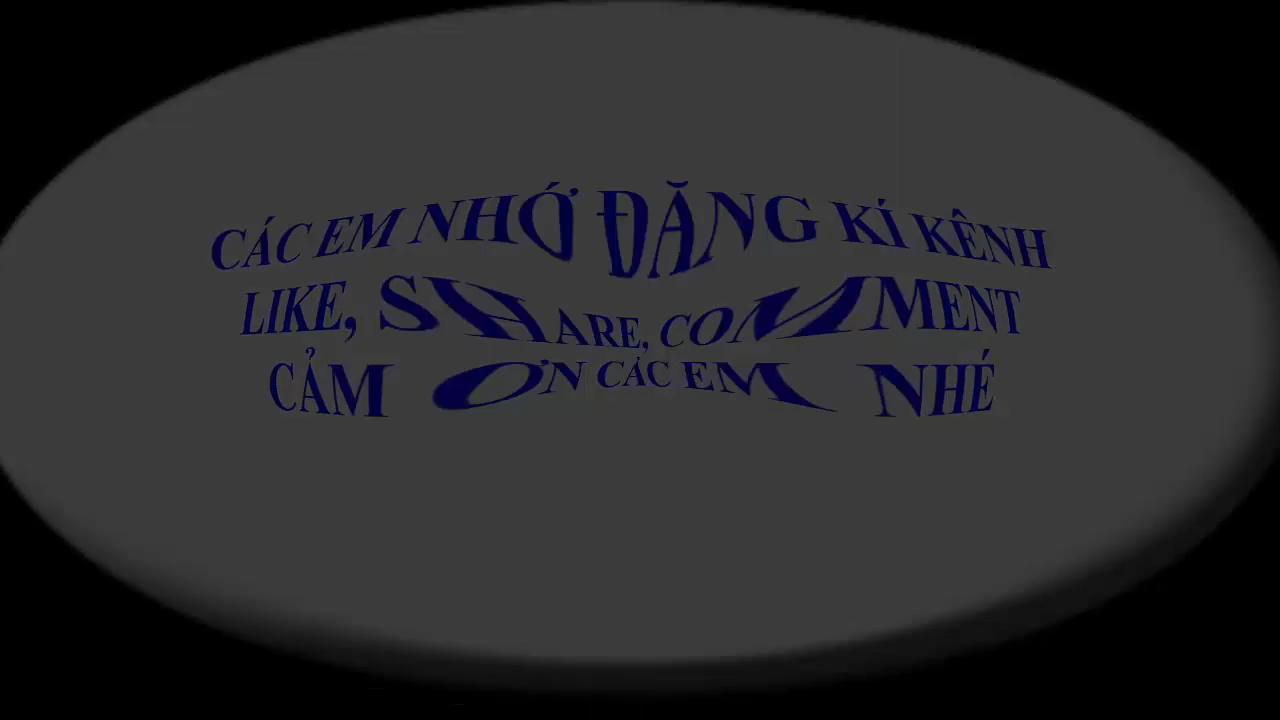 CÁC EM NHỚ ĐĂNG KÍ KÊNH
LIKE, SHARE, COMMENT
CẢM ƠN CÁC EM NHÉ